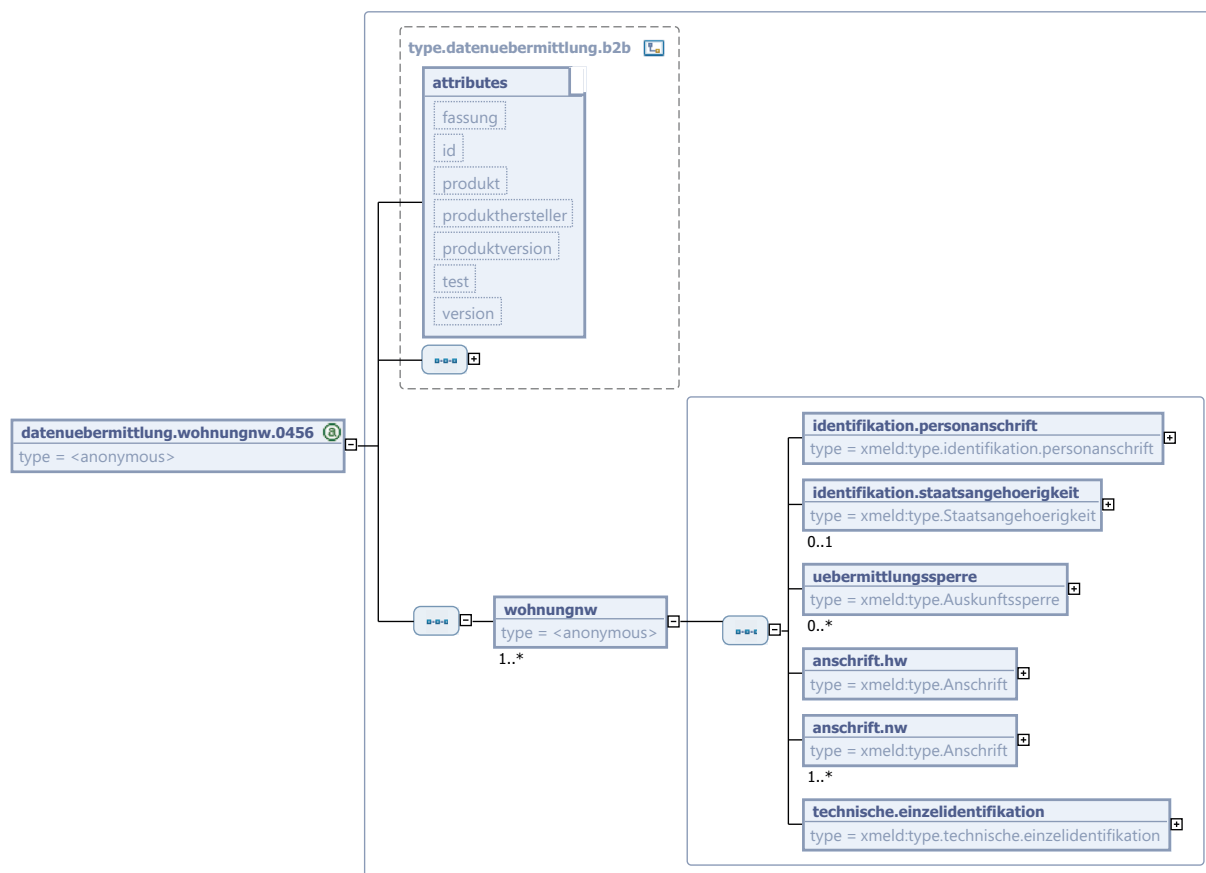 type.datenuebermittlung.b2b
attributes
fassung
id
produkt
produkthersteller
produktversion
test
version
datenuebermittlung.wohnungnw.0456 a
type = <anonymous>
wohnungnw
type = <anonymous>
1..*
identifikation.personanschrift
type = xmeld:type.identifikation.personanschrift
identifikation.staatsangehoerigkeit
type = xmeld:type.Staatsangehoerigkeit
0..1
uebermittlungssperre
type = xmeld:type.Auskunftssperre
0..*
anschrift.hw
type = xmeld:type.Anschrift
anschrift.nw
type = xmeld:type.Anschrift
1..*
technische.einzelidentifikation
type = xmeld:type.technische.einzelidentifikation